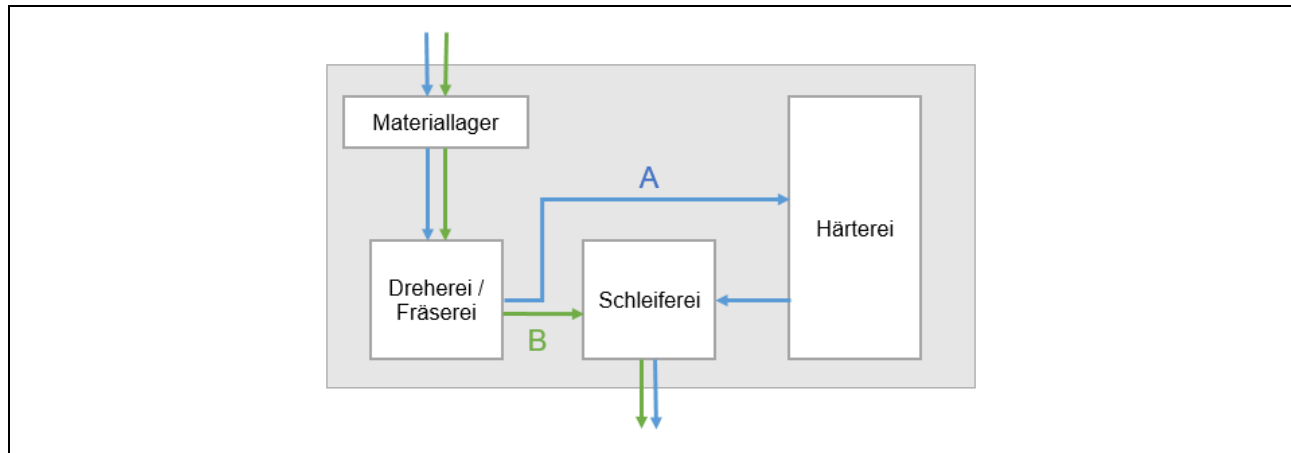 Materiallager
A
Härterei
Dreherei /
Fräserei
Schleiferei
B